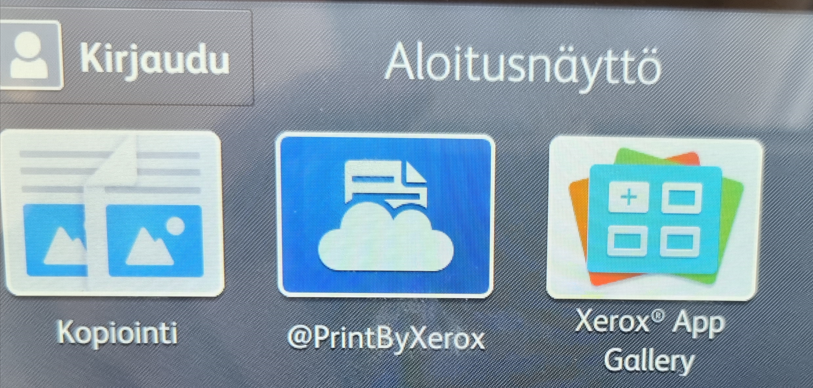 Kirjaudu
Aloitusnäyttö
Kopiointi
@PrintByXerox
Xerox® App
Gallery